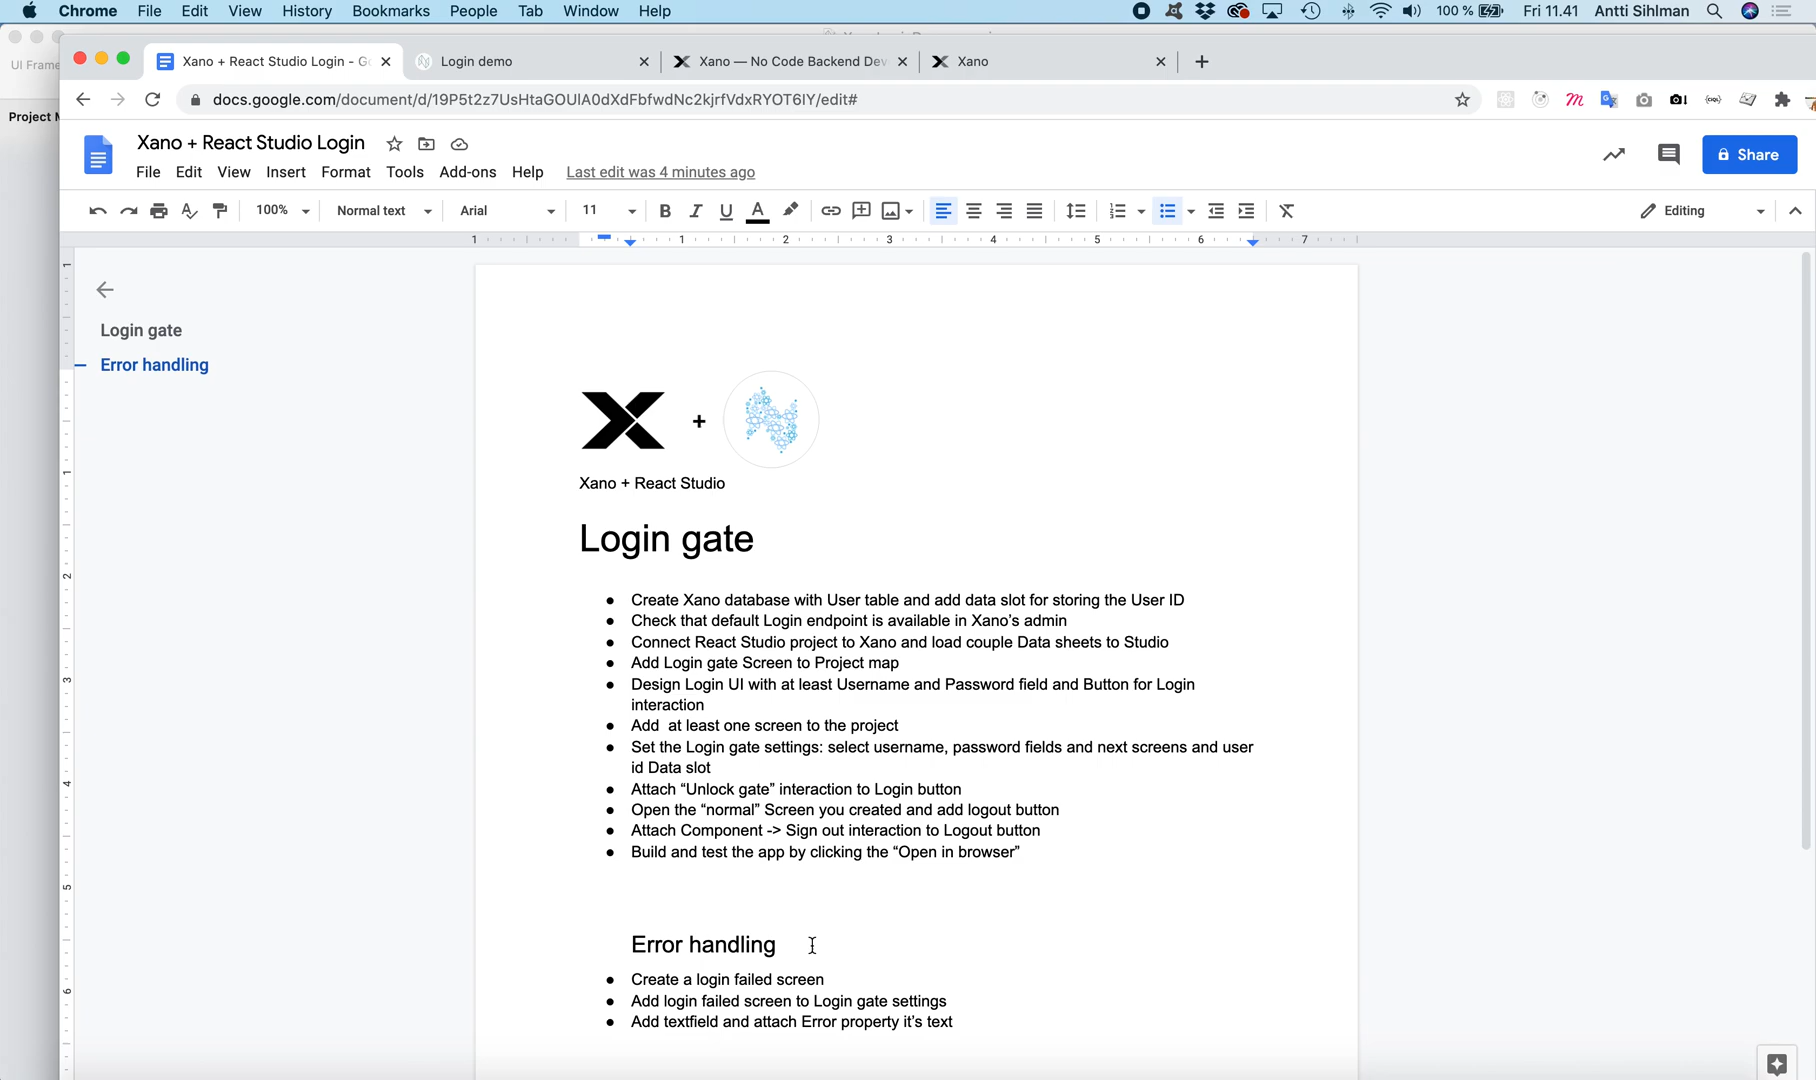 Chrome File Edit View History Bookmarks People Tab Window Help 100 % Fri 11.41 Antti Sihlman
UI Frame
Xano + React Studio Login - Go Login demo Xano — No Code Backend Dev Xano
docs.google.com/document/d/19P5t2z7UsHtaGOUIA0dXdFbfwdNc2kjrfVdxRYOT6IY/edit#
Project M
Xano + React Studio Login
Share
File Edit View Insert Format Tools Add-ons Help Last edit was 4 minutes ago
100% Normal text Arial 11 B I U A Editing
1 1 2 3 4 5 6 7
Login gate
Error handling
Xano + React Studio
Login gate
● Create Xano database with User table and add data slot for storing the User ID
● Check that default Login endpoint is available in Xano’s admin
● Connect React Studio project to Xano and load couple Data sheets to Studio
● Add Login gate Screen to Project map
● Design Login UI with at least Username and Password field and Button for Login
interaction
● Add at least one screen to the project
● Set the Login gate settings: select username, password fields and next screens and user
id Data slot
● Attach “Unlock gate” interaction to Login button
● Open the “normal” Screen you created and add logout button
● Attach Component -> Sign out interaction to Logout button
● Build and test the app by clicking the “Open in browser”
Error handling
● Create a login failed screen
● Add login failed screen to Login gate settings
● Add textfield and attach Error property it’s text